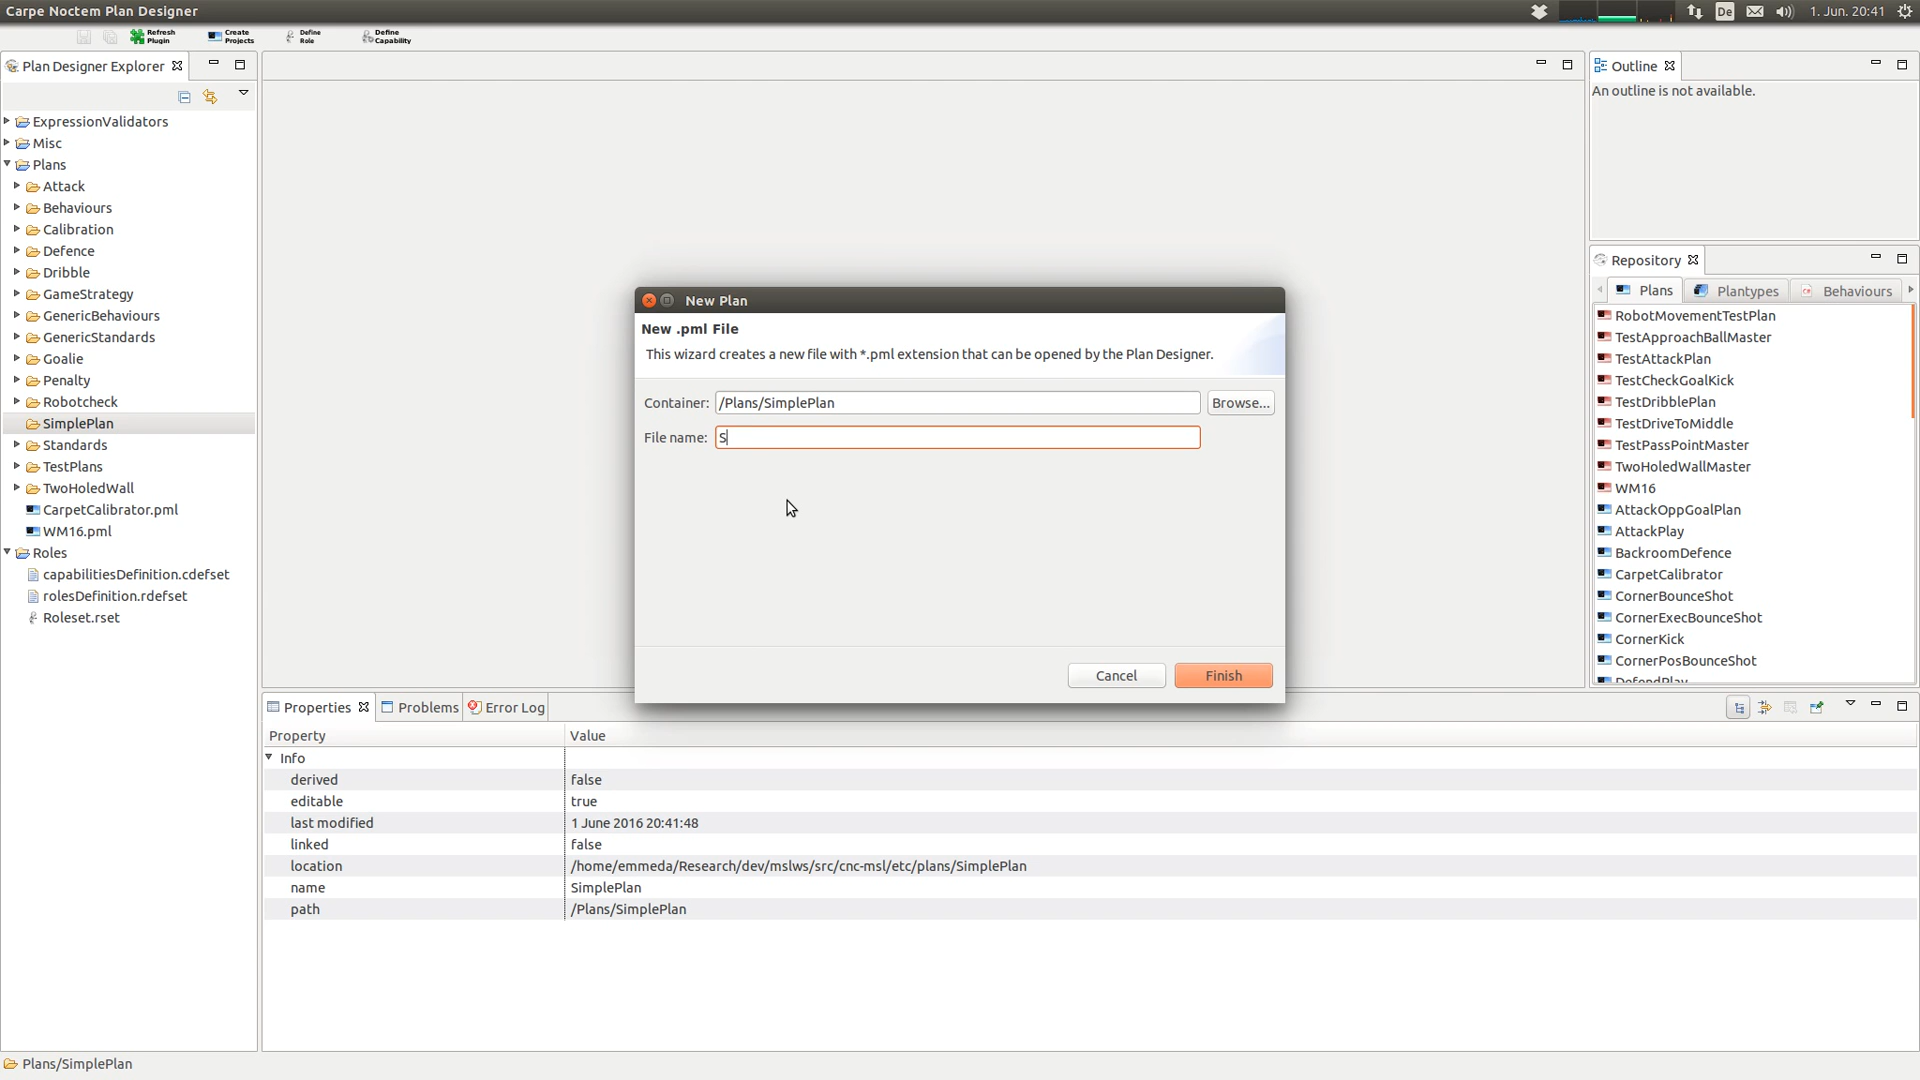 Carpe Noctem Plan Designer
De
1. Jun. 20:41
Refresh
Plugin
Create
Projects
Define
Role
Define
Capability
Plan Designer Explorer
ExpressionValidators
Misc
Plans
Attack
Behaviours
Calibration
Defence
Dribble
GameStrategy
GenericBehaviours
GenericStandards
Goalie
Penalty
Robotcheck
SimplePlan
Standards
TestPlans
TwoHoledWall
CarpetCalibrator.pml
WM16.pml
Roles
capabilitiesDefinition.cdefset
rolesDefinition.rdefset
Roleset.rset
New Plan
New .pml File
This wizard creates a new file with *.pml extension that can be opened by the Plan Designer.
Container: /Plans/SimplePlan Browse...
File name: S
Cancel Finish
Outline
An outline is not available.
Repository
Plans Plantypes Behaviours
RobotMovementTestPlan
TestApproachBallMaster
TestAttackPlan
TestCheckGoalKick
TestDribblePlan
TestDriveToMiddle
TestPassPointMaster
TwoHoledWallMaster
WM16
AttackOppGoalPlan
AttackPlay
BackroomDefence
CarpetCalibrator
CornerBounceShot
CornerExecBounceShot
CornerKick
CornerPosBounceShot
DefendPlay
Properties Problems Error Log
Property Value
Info
derived false
editable true
last modified 1 June 2016 20:41:48
linked false
location /home/emmeda/Research/dev/mslws/src/cnc-msl/etc/plans/SimplePlan
name SimplePlan
path /Plans/SimplePlan
Plans/SimplePlan